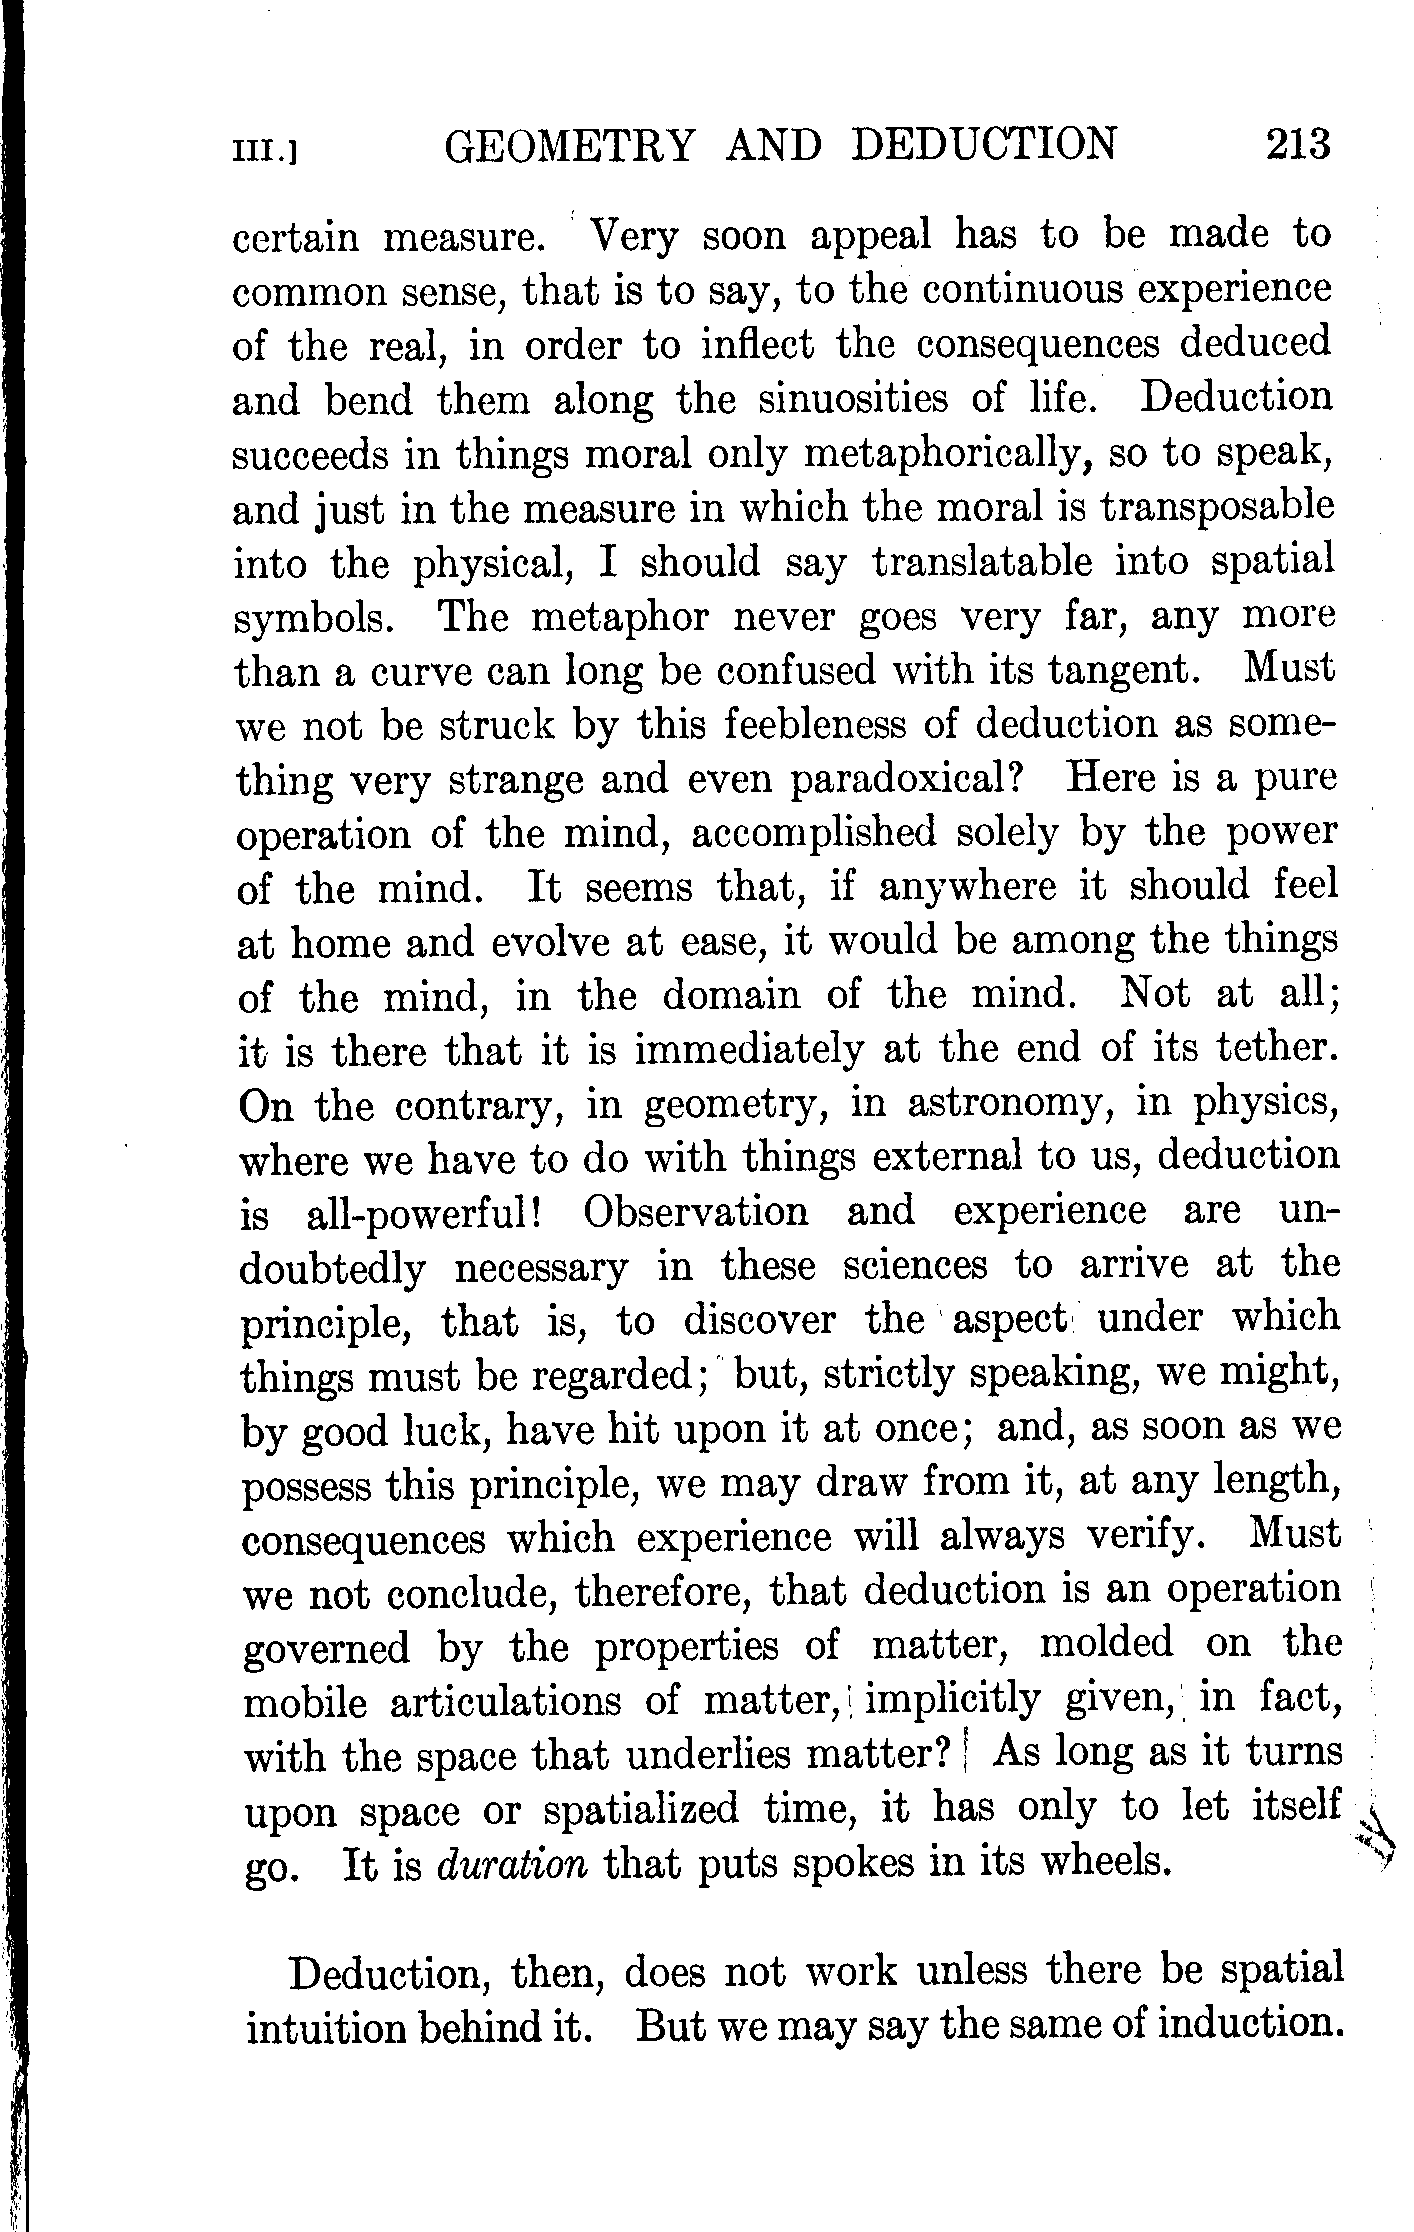 III.] GEOMETRY AND DEDUCTION 213
certain measure. Very soon appeal has to be made to
common sense, that is to say, to the continuous experience
of the real, in order to inflect the consequences deduced
and bend them along the sinuosities of life. Deduction
succeeds in things moral only metaphorically, so to speak,
and just in the measure in which the moral is transposable
into the physical, I should say translatable into spatial
symbols. The metaphor never goes very far, any more
than a curve can long be confused with its tangent. Must
we not be struck by this feebleness of deduction as some-
thing very strange and even paradoxical? Here is a pure
operation of the mind, accomplished solely by the power
of the mind. It seems that, if anywhere it should feel
at home and evolve at ease, it would be among the things
of the mind, in the domain of the mind. Not at all;
it is there that it is immediately at the end of its tether.
On the contrary, in geometry, in astronomy, in physics,
where we have to do with things external to us, deduction
is all-powerful! Observation and experience are un-
doubtedly necessary in these sciences to arrive at the
principle, that is, to discover the aspect under which
things must be regarded; but, strictly speaking, we might,
by good luck, have hit upon it at once; and, as soon as we
possess this principle, we may draw from it, at any length,
consequences which experience will always verify. Must
we not conclude, therefore, that deduction is an operation
governed by the properties of matter, molded on the
mobile articulations of matter, implicitly given, in fact,
with the space that underlies matter? As long as it turns
upon space or spatialized time, it has only to let itself
go. It is duration that puts spokes in its wheels.
Deduction, then, does not work unless there be spatial
intuition behind it. But we may say the same of induction.